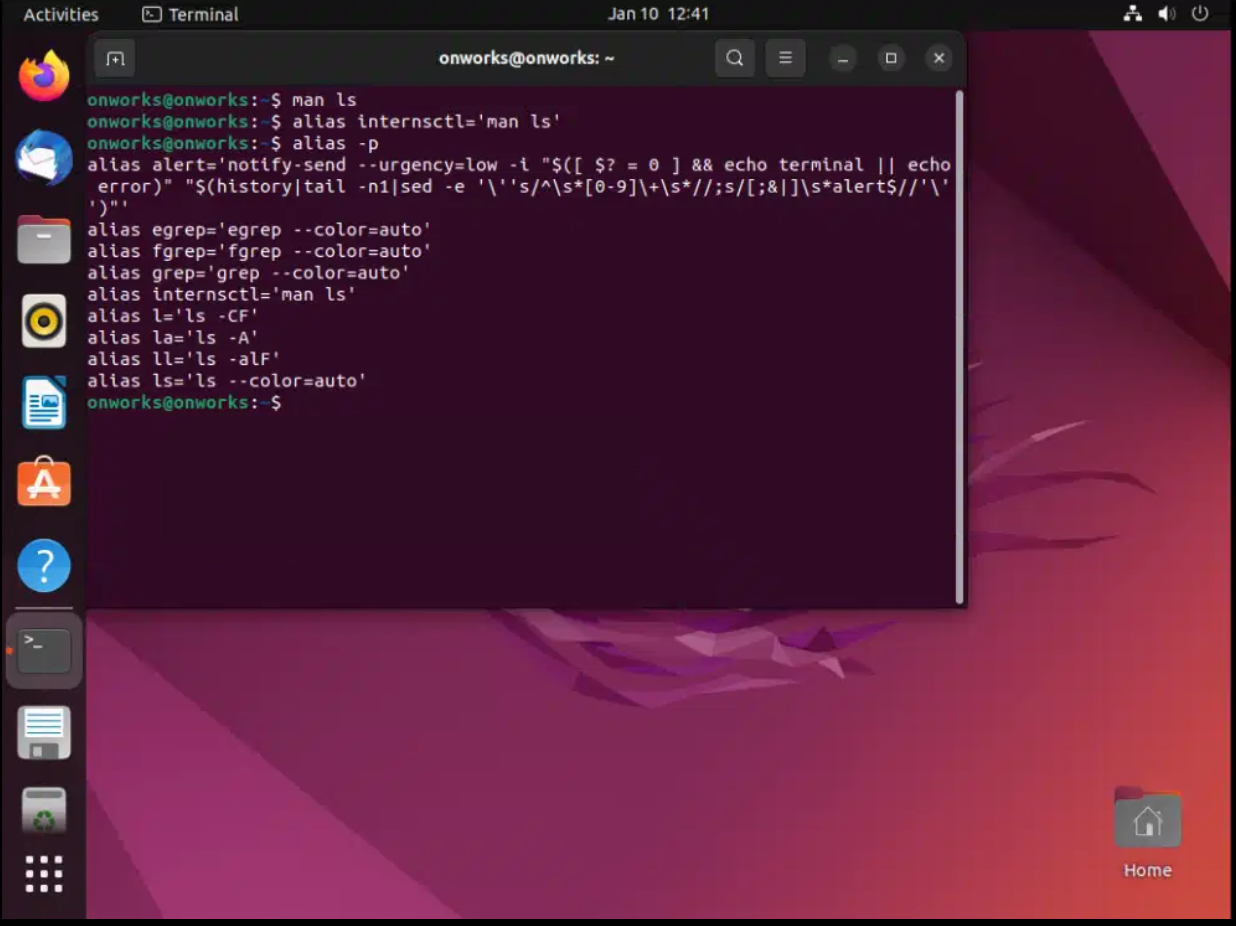 Activities
Terminal
Jan 10 12:41
onworks@onworks: ~
onworks@onworks:~$ man ls
onworks@onworks:~$ alias internsctl='man ls'
onworks@onworks:~$ alias -p
alias alert='notify-send --urgency=low -i "$([ $? = 0 ] && echo terminal || echo
 error)" "$(history|tail -n1|sed -e '\''s/^\s*[0-9]\+\s*//;s/[;&|]\s*alert$//'\'
')"'
alias egrep='egrep --color=auto'
alias fgrep='fgrep --color=auto'
alias grep='grep --color=auto'
alias internsctl='man ls'
alias l='ls -CF'
alias la='ls -A'
alias ll='ls -alF'
alias ls='ls --color=auto'
onworks@onworks:~$
Home